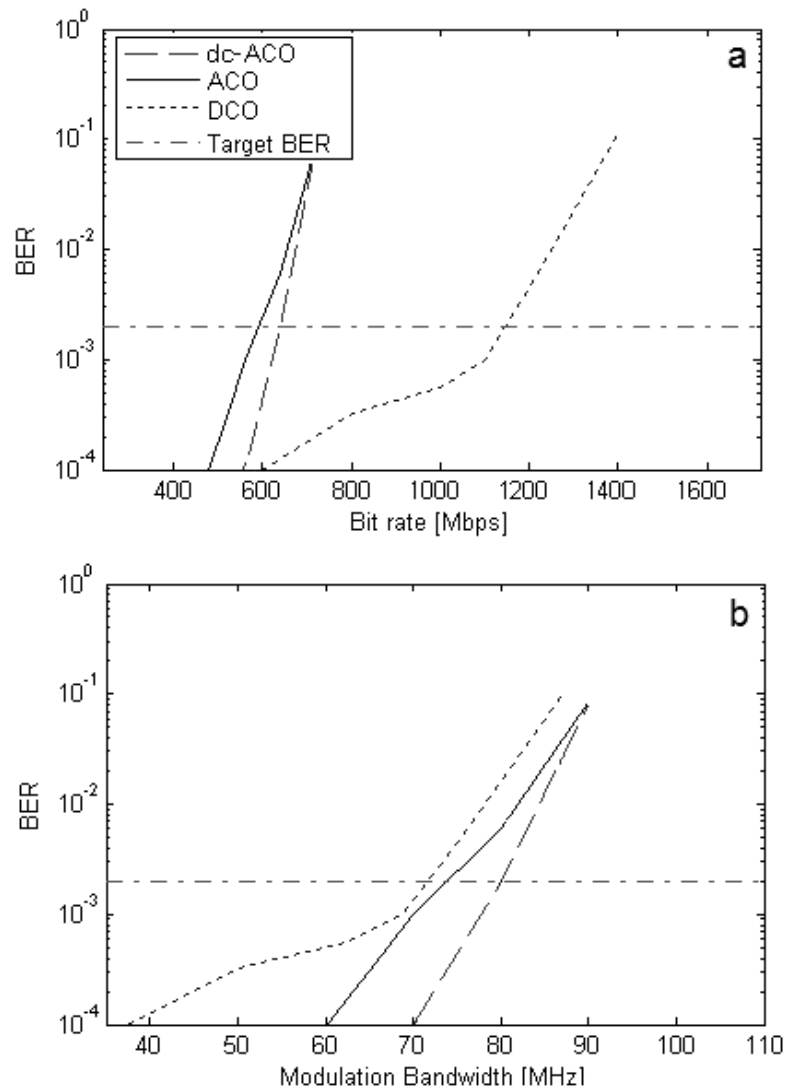 a
dc-ACO
ACO
DCO
Target BER
10^0
10^-1
10^-2
10^-3
10^-4
BER
400 600 800 1000 1200 1400 1600
Bit rate [Mbps]
b
10^0
10^-1
10^-2
10^-3
10^-4
BER
40 50 60 70 80 90 100 110
Modulation Bandwidth [MHz]